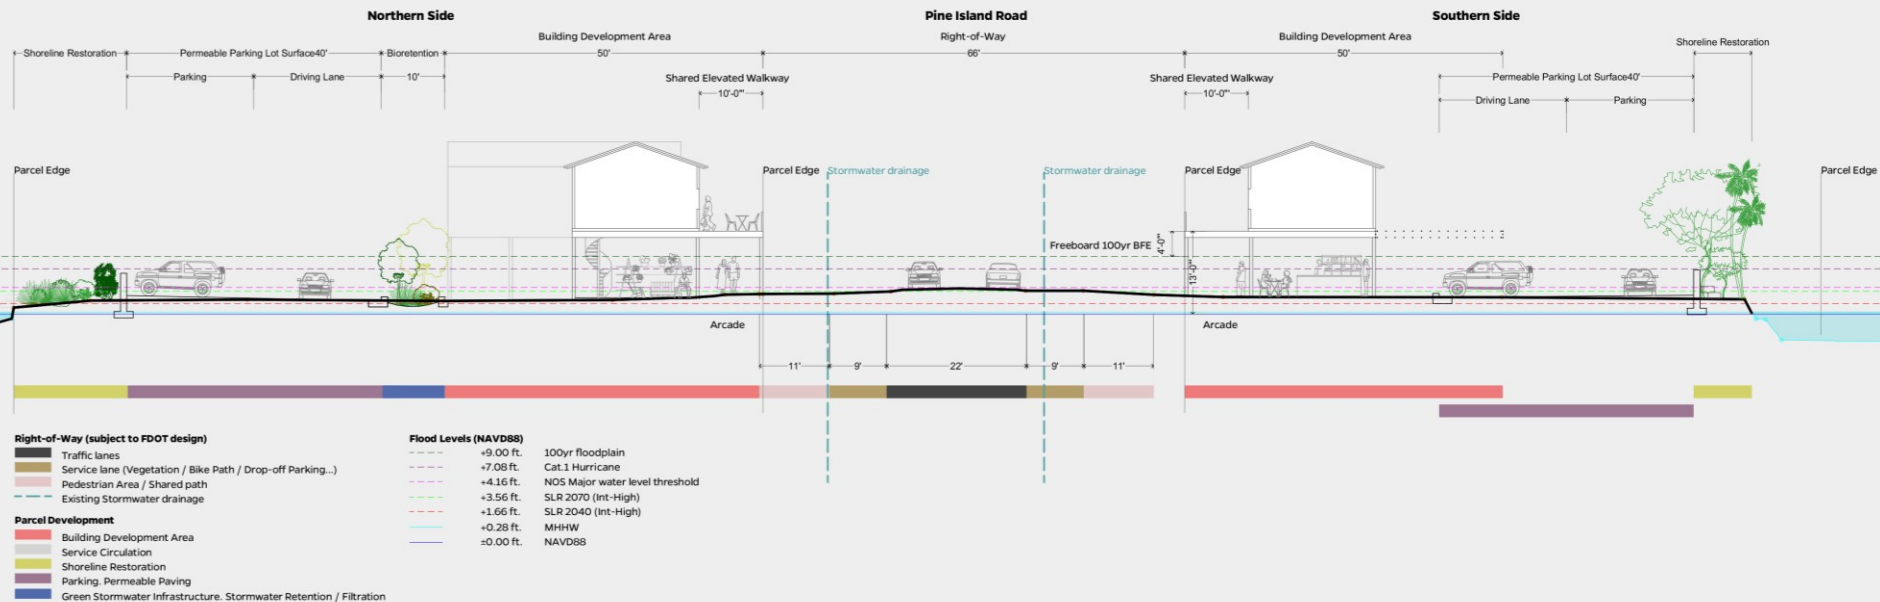 Northern Side
Pine Island Road
Southern Side
Building Development Area
Right-of-Way
Building Development Area
Shoreline Restoration
Shoreline Restoration
Permeable Parking Lot Surface40'
Bioretention
50'
66'
50'
Parking
Driving Lane
10'
Shared Elevated Walkway
Shared Elevated Walkway
Permeable Parking Lot Surface40'
10'-0"
10'-0"
Driving Lane
Parking
Parcel Edge
Parcel Edge
Stormwater drainage
Stormwater drainage
Parcel Edge
Parcel Edge
Freeboard 100yr BFE
4'-0"
13'-0"
Arcade
Arcade
11'
9'
22'
9'
11'
Right-of-Way (subject to FDOT design)
Traffic lanes
Service lane (Vegetation / Bike Path / Drop-off Parking...)
Pedestrian Area / Shared path
Existing Stormwater drainage
Parcel Development
Building Development Area
Service Circulation
Shoreline Restoration
Parking. Permeable Paving
Green Stormwater Infrastructure. Stormwater Retention / Filtration
Flood Levels (NAVD88)
+9.00 ft. 100yr floodplain
+7.08 ft. Cat.1 Hurricane
+4.16 ft. NOS Major water level threshold
+3.56 ft. SLR 2070 (Int-High)
+1.66 ft. SLR 2040 (Int-High)
+0.28 ft. MHHW
±0.00 ft. NAVD88